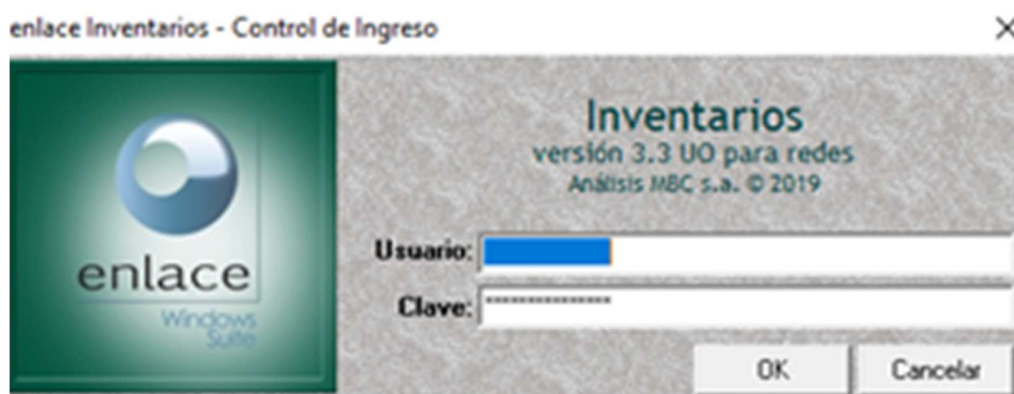 enlace Inventarios - Control de Ingreso
Inventarios
versión 3.3 UO para redes
Análisis MBC s.a. © 2019
enlace
Windows
Suite
Usuario:
Clave: ---------------
OK Cancelar